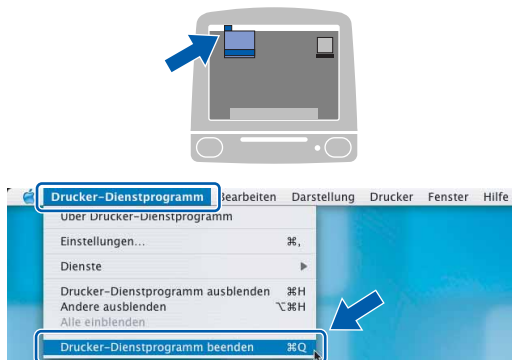 Drucker-Dienstprogramm Bearbeiten Darstellung Drucker Fenster Hilfe
Über Drucker-Dienstprogramm
Einstellungen... ⌘,
Dienste ▶
Drucker-Dienstprogramm ausblenden ⌘H
Andere ausblenden ⌥⌘H
Alle einblenden
Drucker-Dienstprogramm beenden ⌘Q